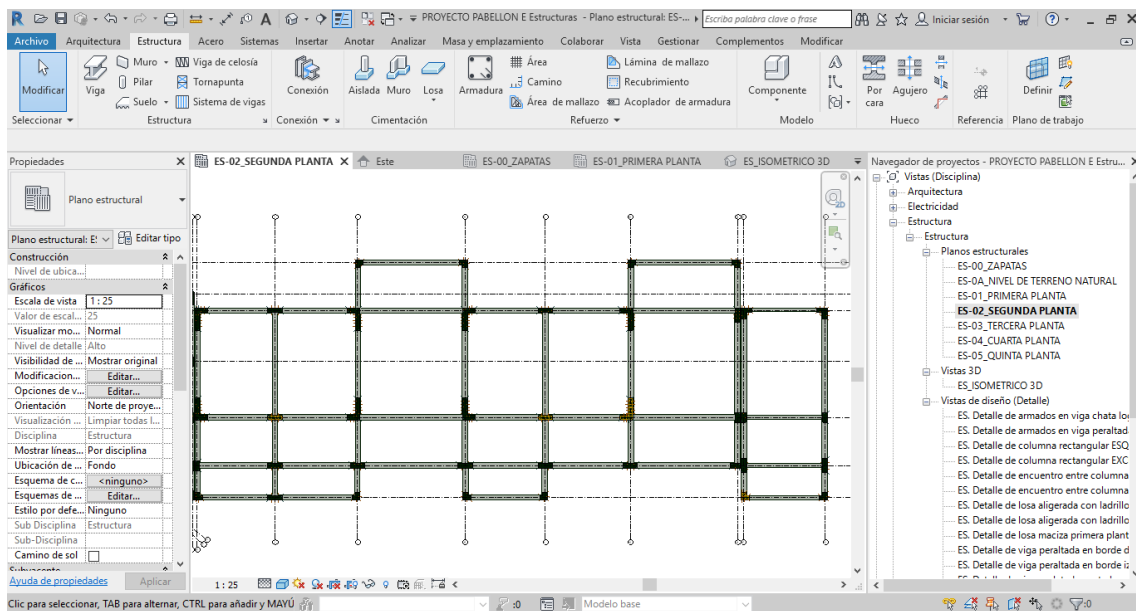 PROYECTO PABELLON E Estructuras - Plano estructural: ES-...
Escriba palabra clave o frase
Iniciar sesión
Archivo Arquitectura Estructura Acero Sistemas Insertar Anotar Analizar Masa y emplazamiento Colaborar Vista Gestionar Complementos Modificar
Modificar
Viga
Muro
Pilar
Suelo
Viga de celosía
Tornapunta
Sistema de vigas
Conexión
Aislada Muro Losa
Armadura
Área
Camino
Área de mallazo
Lámina de mallazo
Recubrimiento
Acoplador de armadura
Componente
Por cara
Agujero
Definir
Seleccionar Estructura Conexión Cimentación Refuerzo Modelo Hueco Referencia Plano de trabajo
Propiedades
Plano estructural
Plano estructural: E:
Editar tipo
Construcción
Nivel de ubica...
Gráficos
Escala de vista 1 : 25
Valor de escal... 25
Visualizar mo... Normal
Nivel de detalle Alto
Visibilidad de ... Mostrar original
Modificacion... Editar...
Opciones de v... Editar...
Orientación Norte de proye...
Visualización ... Limpiar todas l...
Disciplina Estructura
Mostrar líneas... Por disciplina
Ubicación de ... Fondo
Esquema de c... <ninguno>
Esquemas de ... Editar...
Estilo por defe... Ninguno
Sub Disciplina Estructura
Sub-Disciplina
Camino de sol
Ayuda de propiedades Aplicar
ES-02_SEGUNDA PLANTA
Este
ES-00_ZAPATAS
ES-01_PRIMERA PLANTA
ES_ISOMETRICO 3D
2D
1 : 25
Navegador de proyectos - PROYECTO PABELLON E Estru...
Vistas (Disciplina)
Arquitectura
Electricidad
Estructura
Estructura
Planos estructurales
ES-00_ZAPATAS
ES-0A_NIVEL DE TERRENO NATURAL
ES-01_PRIMERA PLANTA
ES-02_SEGUNDA PLANTA
ES-03_TERCERA PLANTA
ES-04_CUARTA PLANTA
ES-05_QUINTA PLANTA
Vistas 3D
ES_ISOMETRICO 3D
Vistas de diseño (Detalle)
ES. Detalle de armados en viga chata lo
ES. Detalle de armados en viga peraltad
ES. Detalle de columna rectangular ESQ
ES. Detalle de columna rectangular EXC
ES. Detalle de encuentro entre columna
ES. Detalle de encuentro entre columna
ES. Detalle de losa aligerada con ladrillo
ES. Detalle de losa aligerada con ladrillo
ES. Detalle de losa maciza primera plant
ES. Detalle de viga peraltada en borde d
ES. Detalle de viga peraltada en borde iz
Clic para seleccionar, TAB para alternar, CTRL para añadir y MAYÚ
:0
Modelo base
:0